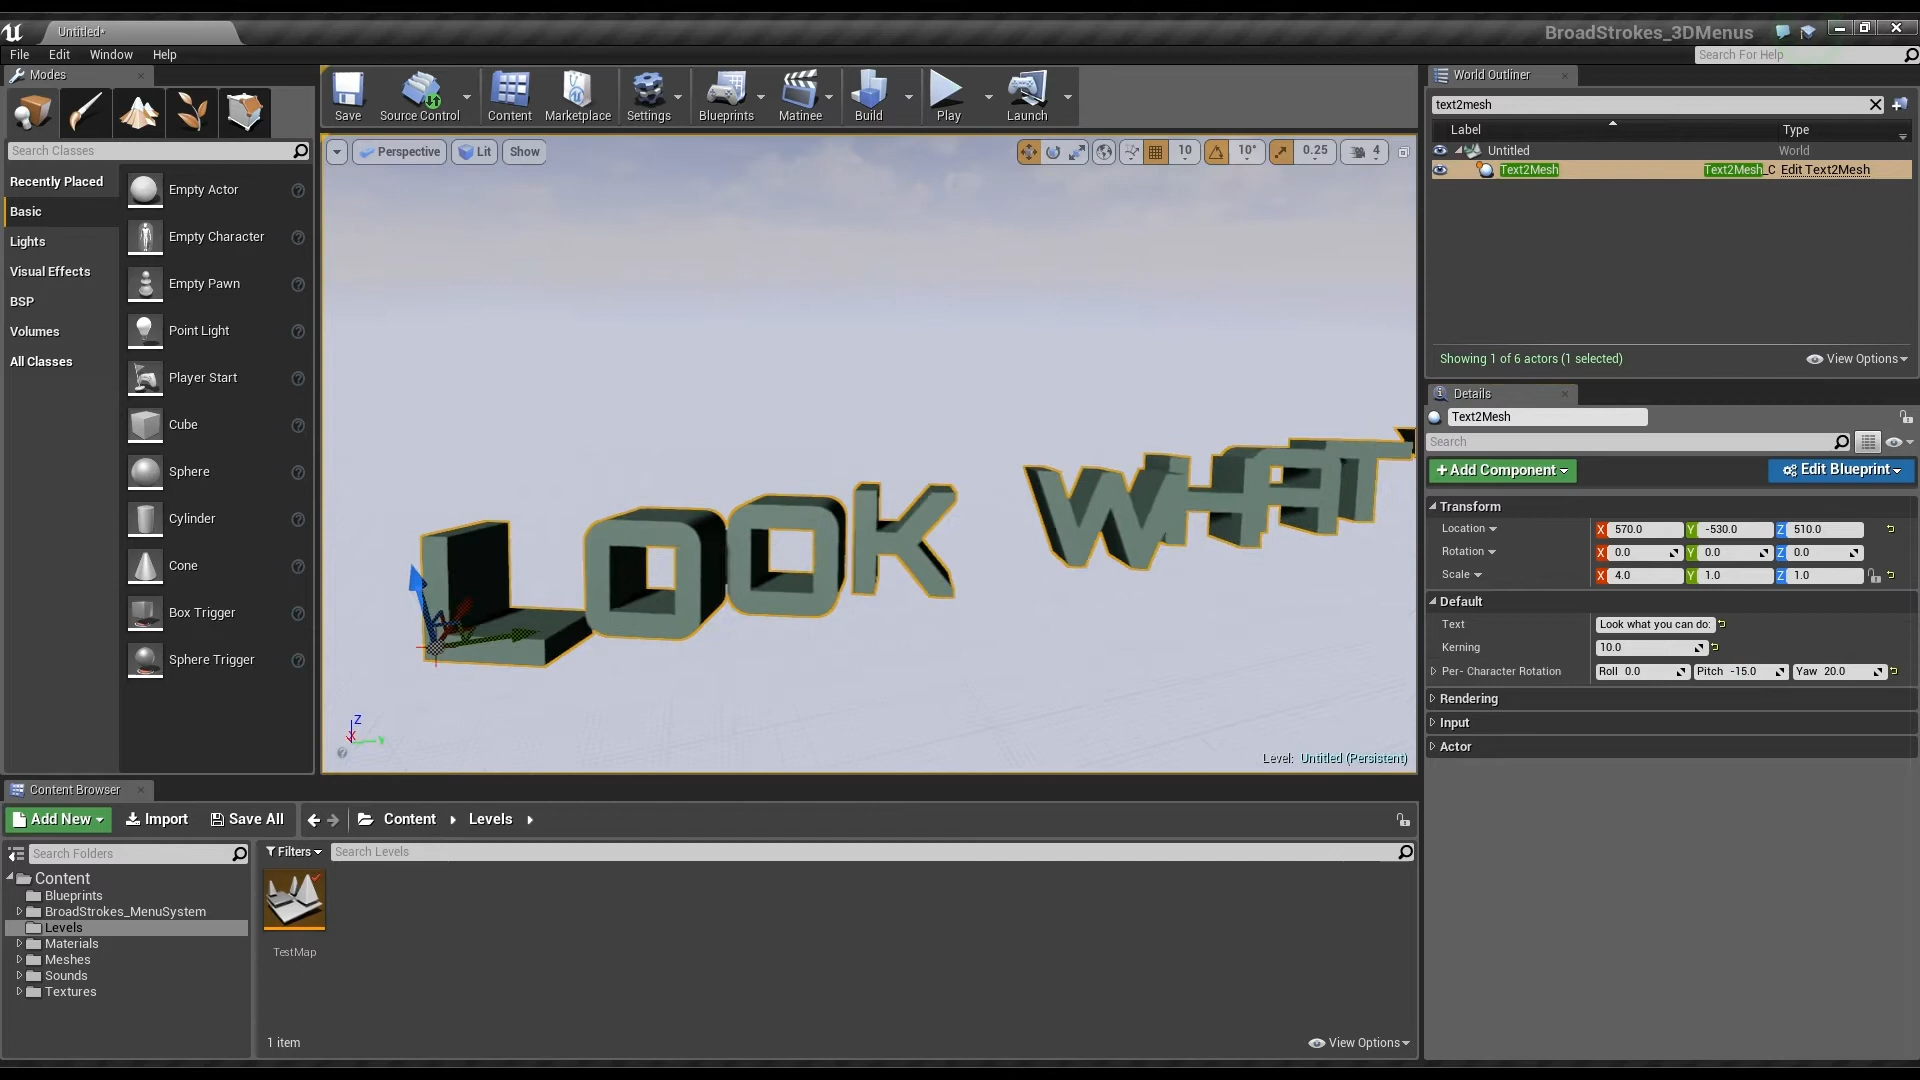 Untitled*
BroadStrokes_3DMenus
File Edit Window Help
Search For Help
Modes
Search Classes
Recently Placed
Basic
Lights
Visual Effects
BSP
Volumes
All Classes
Empty Actor
Empty Character
Empty Pawn
Point Light
Player Start
Cube
Sphere
Cylinder
Cone
Box Trigger
Sphere Trigger
Save Source Control Content Marketplace Settings Blueprints Matinee Build Play Launch
Perspective Lit Show
10 10° 0.25 4
LOOK WHAT
Z
X
Y
Level: Untitled (Persistent)
World Outliner
text2mesh
Label Type
Untitled World
Text2Mesh Text2Mesh_C Edit Text2Mesh
Showing 1 of 6 actors (1 selected)
View Options
Details
Text2Mesh
Search
+Add Component
Edit Blueprint
Transform
Location X 570.0 Y -530.0 Z 510.0
Rotation X 0.0 Y 0.0 Z 0.0
Scale X 4.0 Y 1.0 Z 1.0
Default
Text Look what you can do:
Kerning 10.0
Per- Character Rotation Roll 0.0 Pitch -15.0 Yaw 20.0
Rendering
Input
Actor
Content Browser
Add New Import Save All Content Levels
Search Folders
Filters
Search Levels
Content
Blueprints
BroadStrokes_MenuSystem
Levels
Materials
Meshes
Sounds
Textures
TestMap
1 item
View Options